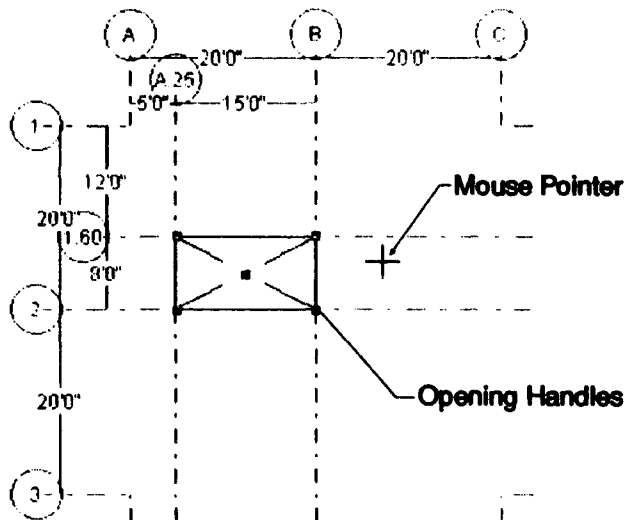 A B C
20'0" 20'0"
A.25
5'0" 15'0"
1
12'0"
Mouse Pointer
20'0"
1.60
8'0"
2
Opening Handles
20'0"
3